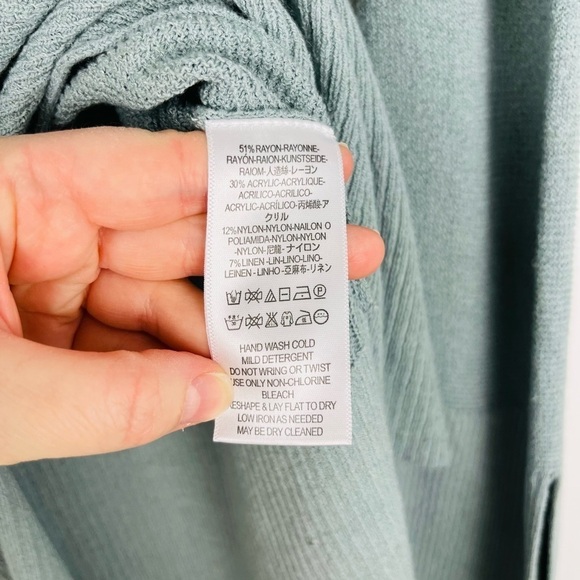 51% RAYON-RAYONNE-
RAYÓN-RAION-KUNSTSEIDE-
RAIOM-人造絲-レーヨン
30% ACRYLIC-ACRYLIQUE-
ACRILICO-ACRILICO-
ACRYLIC-ACRÍLICO-丙烯酸-ア
クリル
12%NYLON-NYLON-NAILON O
POLIAMIDA-NYLON-NYLON
-NYLON-尼龍- ナイロン
7% LINEN -LIN-LINO-LINO-
LEINEN - LINHO -亞麻布-リネン
HAND WASH COLD
MILD DETERGENT
DO NOT WRING OR TWIST
USE ONLY NON-CHLORINE
BLEACH
RESHAPE & LAY FLAT TO DRY
LOW IRON AS NEEDED
MAY BE DRY CLEANED